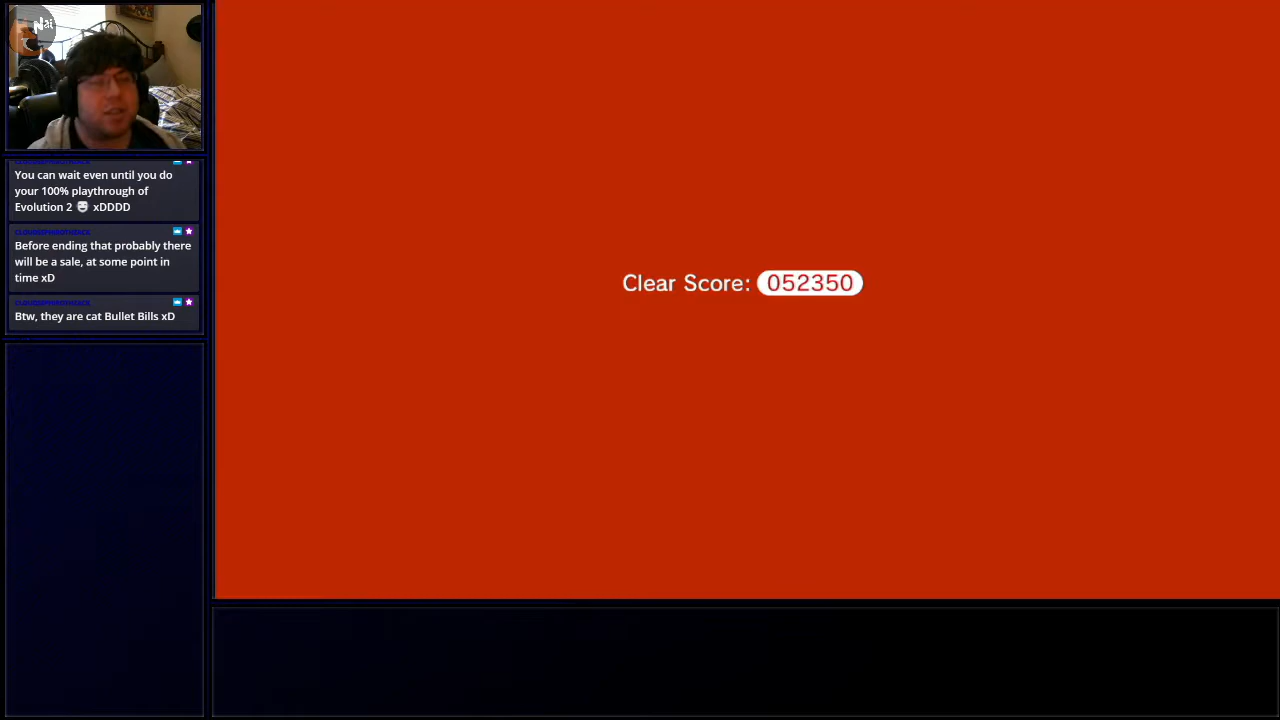 You can wait even until you do
your 100% playthrough of
Evolution 2 xDDDD
Before ending that probably there
will be a sale, at some point in
time xD
Btw, they are cat Bullet Bills xD
Clear Score: 052350